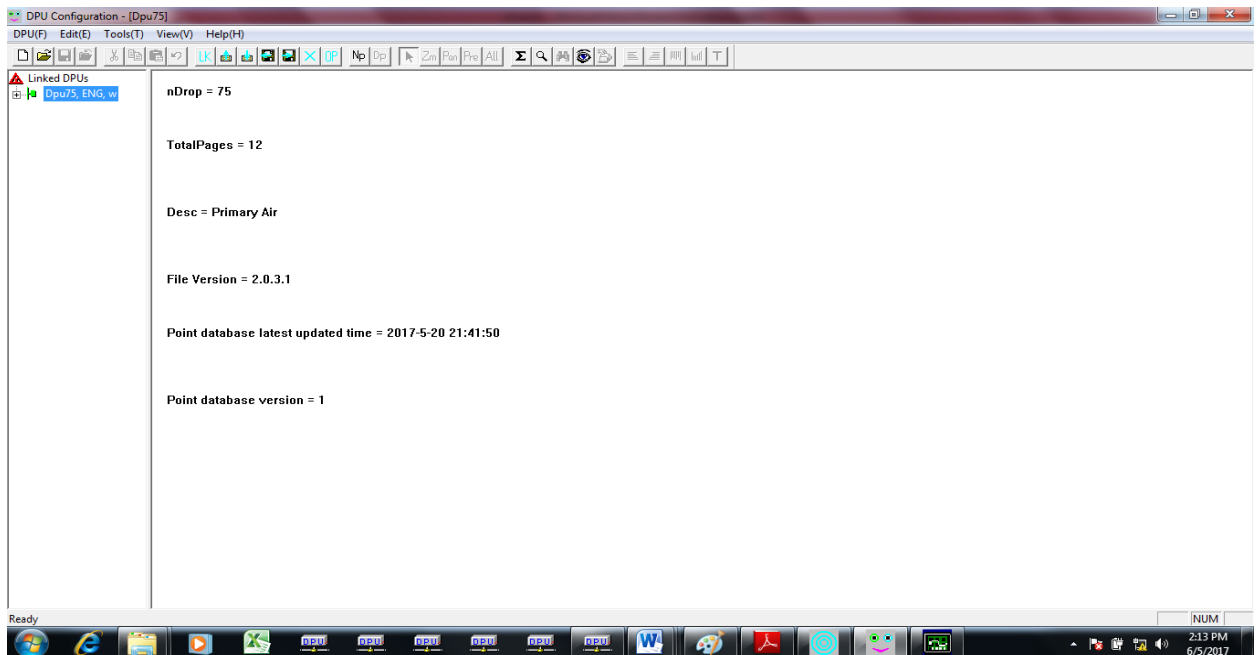 DPU Configuration - [Dpu75]
DPU(F) Edit(E) Tools(T) View(V) Help(H)
LK DP Np Dp Zm Pan Pre All Σ T
Linked DPUs
Dpu75, ENG, w
nDrop = 75
TotalPages = 12
Desc = Primary Air
File Version = 2.0.3.1
Point database latest updated time = 2017-5-20 21:41:50
Point database version = 1
Ready
NUM
DPU DPU DPU DPU DPU DPU W
2:13 PM
6/5/2017